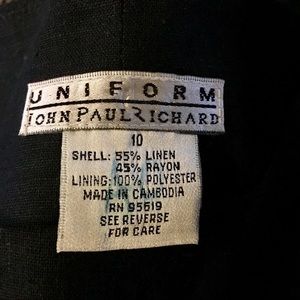 UNIFORM
JOHN PAUL RICHARD
10
SHELL: 55% LINEN
45% RAYON
LINING: 100% POLYESTER
MADE IN CAMBODIA
RN 95619
SEE REVERSE
FOR CARE